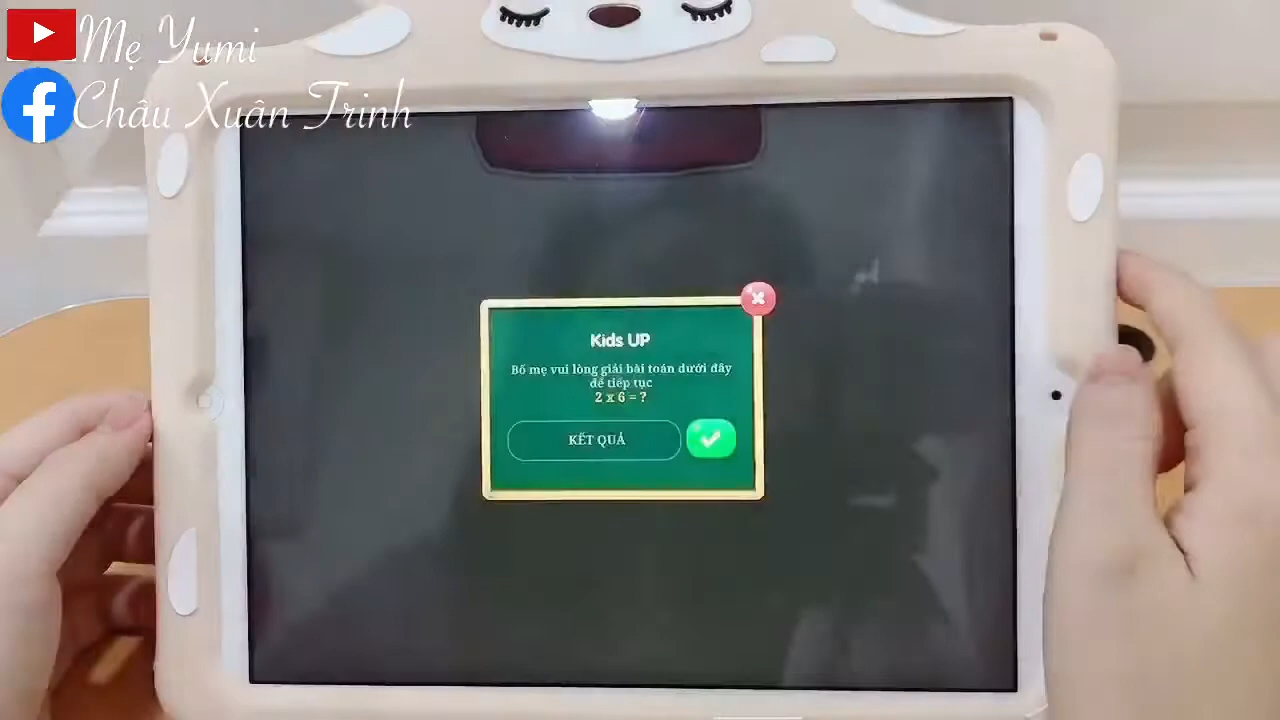 Mẹ Yumi
Châu Xuân Trinh
Kids UP
Bố mẹ vui lòng giải bài toán dưới đây
để tiếp tục
2 x 6 = ?
KẾT QUẢ